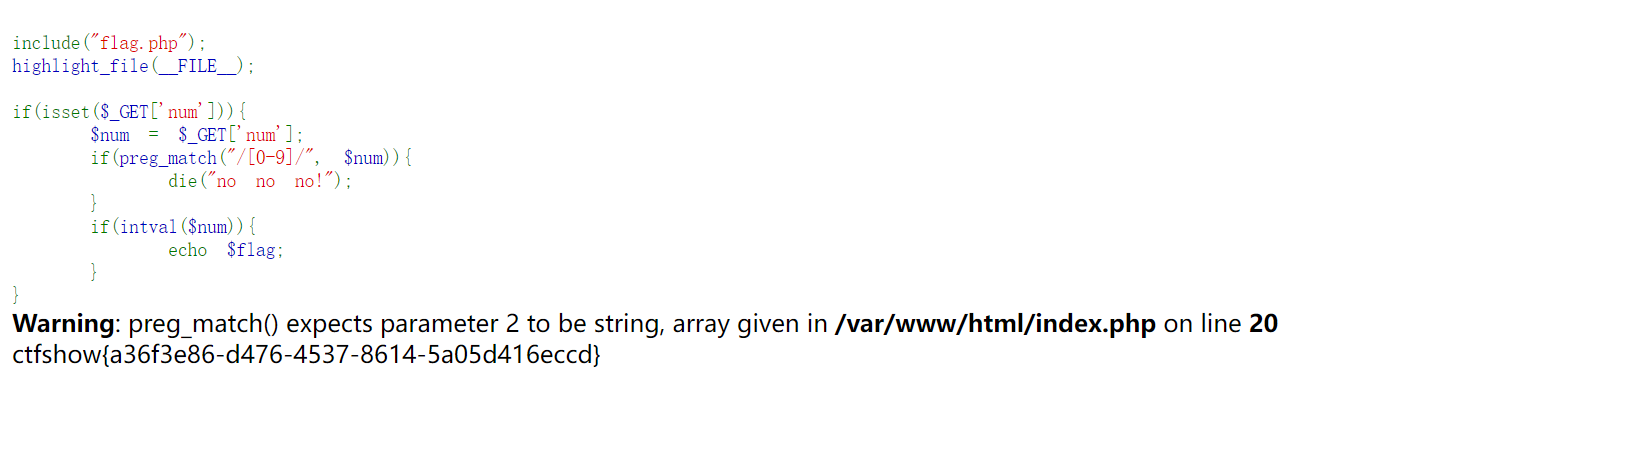 include("flag.php");
highlight_file(__FILE__);
if(isset($_GET['num'])){
$num = $_GET['num'];
if(preg_match("/[0-9]/", $num)){
die("no no no!");
}
if(intval($num)){
echo $flag;
}
}
Warning: preg_match() expects parameter 2 to be string, array given in /var/www/html/index.php on line 20
ctfshow{a36f3e86-d476-4537-8614-5a05d416eccd}